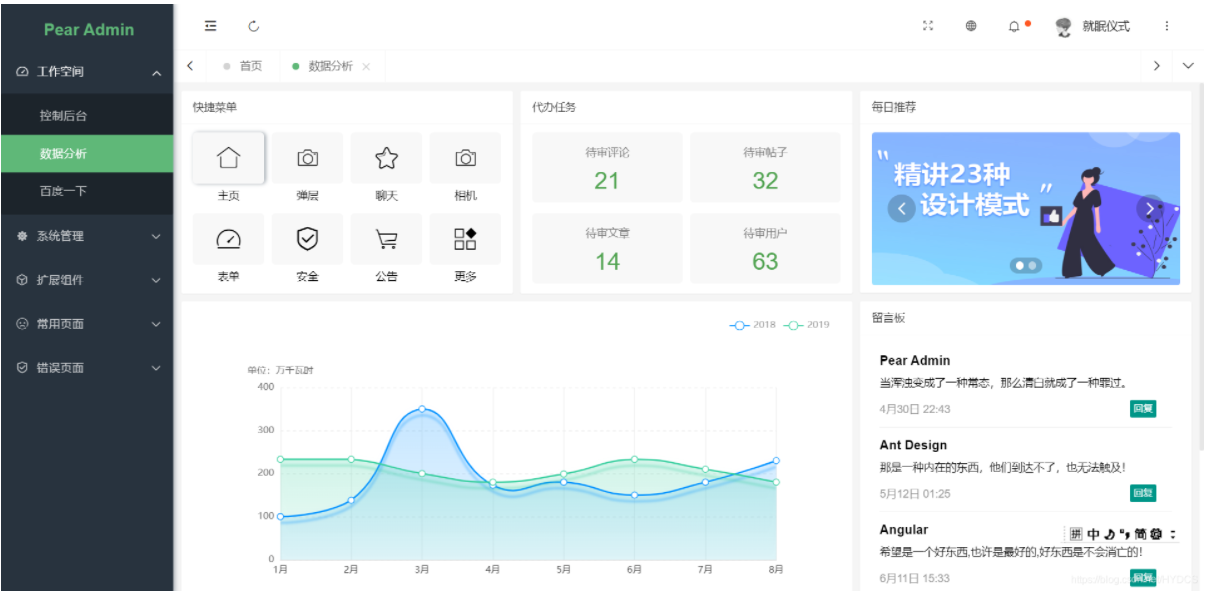 Pear Admin
工作空间
控制后台
数据分析
百度一下
系统管理
扩展组件
常用页面
错误页面
就眠仪式
首页
数据分析
快捷菜单
主页
弹层
聊天
相机
表单
安全
公告
更多
代办任务
待审评论
21
待审帖子
32
待审文章
14
待审用户
63
每日推荐
"精讲23种
设计模式"
2018
2019
单位：万千瓦时
400
300
200
100
0
1月
2月
3月
4月
5月
6月
7月
8月
留言板
Pear Admin
当浑浊变成了一种常态，那么清白就成了一种罪过。
4月30日 22:43
回复
Ant Design
那是一种内在的东西，他们到达不了，也无法触及！
5月12日 01:25
回复
Angular
拼 中 简
希望是一个好东西,也许是最好的,好东西是不会消亡的!
6月11日 15:33
回复